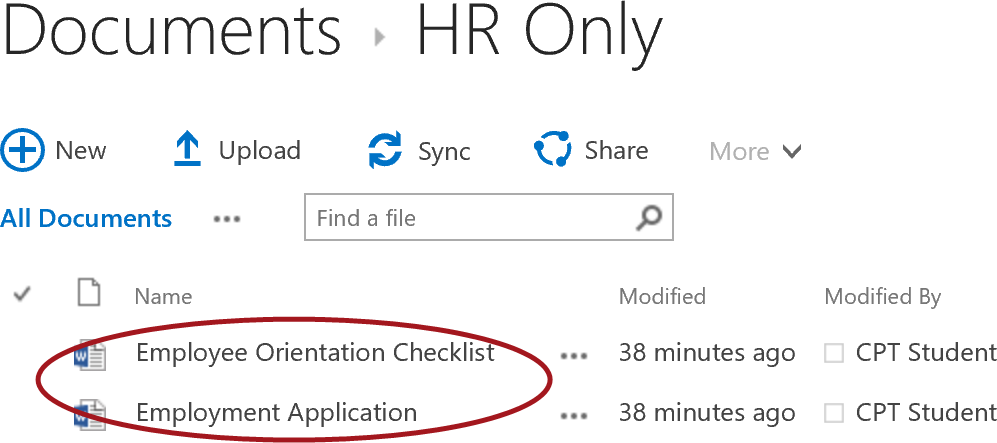 Documents HR Only
New Upload Sync Share More
All Documents ••• Find a file
Name Modified Modified By
Employee Orientation Checklist ••• 38 minutes ago CPT Student
Employment Application ••• 38 minutes ago CPT Student